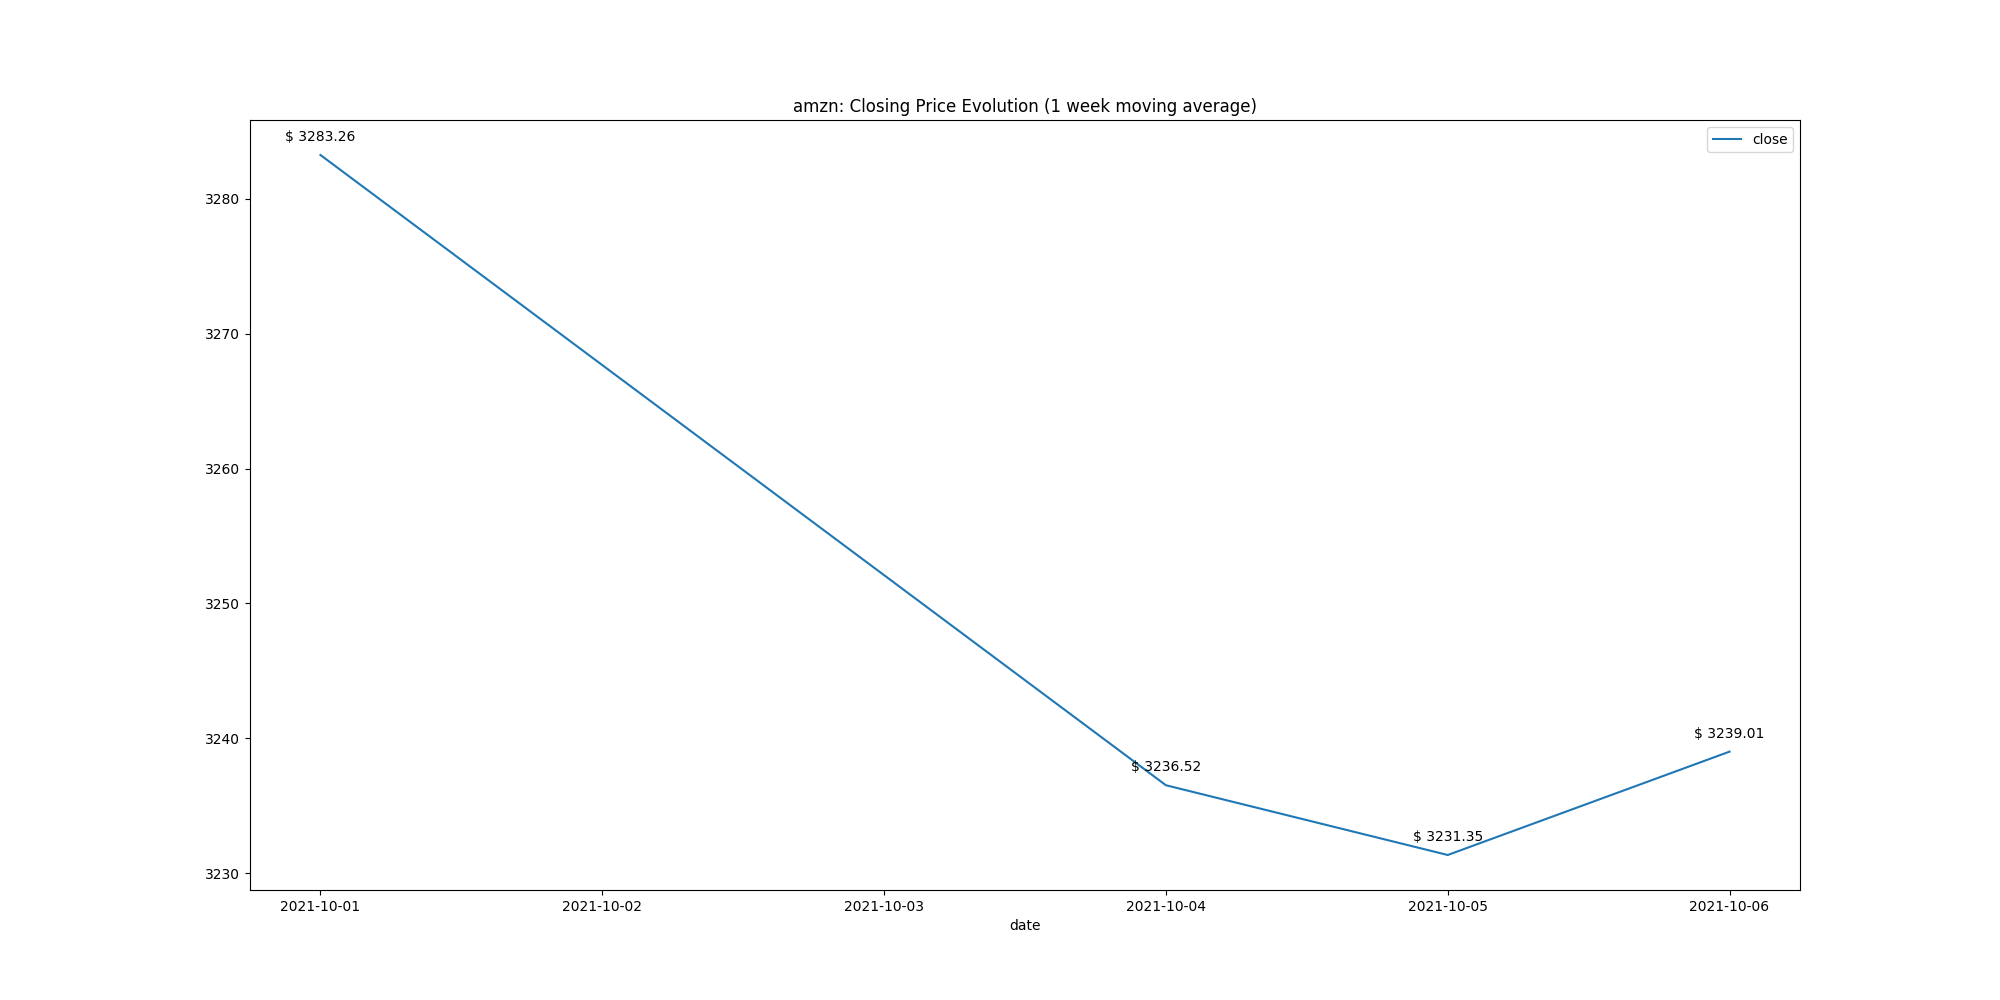 amzn: Closing Price Evolution (1 week moving average)
$ 3283.26
close
3280
3270
3260
3250
3240
$ 3239.01
$ 3236.52
$ 3231.35
3230
2021-10-01 2021-10-02 2021-10-03 2021-10-04 2021-10-05 2021-10-06
date